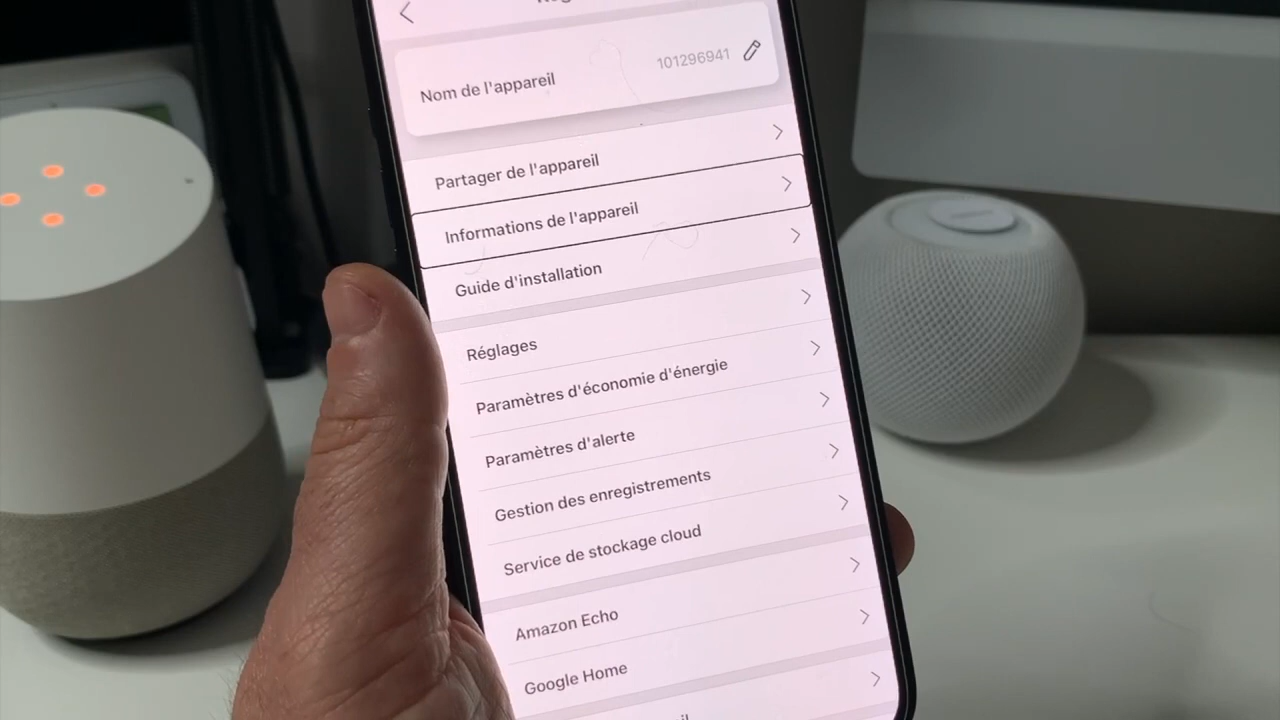 Nom de l'appareil
101296941
Partager de l'appareil
Informations de l'appareil
Guide d'installation
Réglages
Paramètres d'économie d'énergie
Paramètres d'alerte
Gestion des enregistrements
Service de stockage cloud
Amazon Echo
Google Home